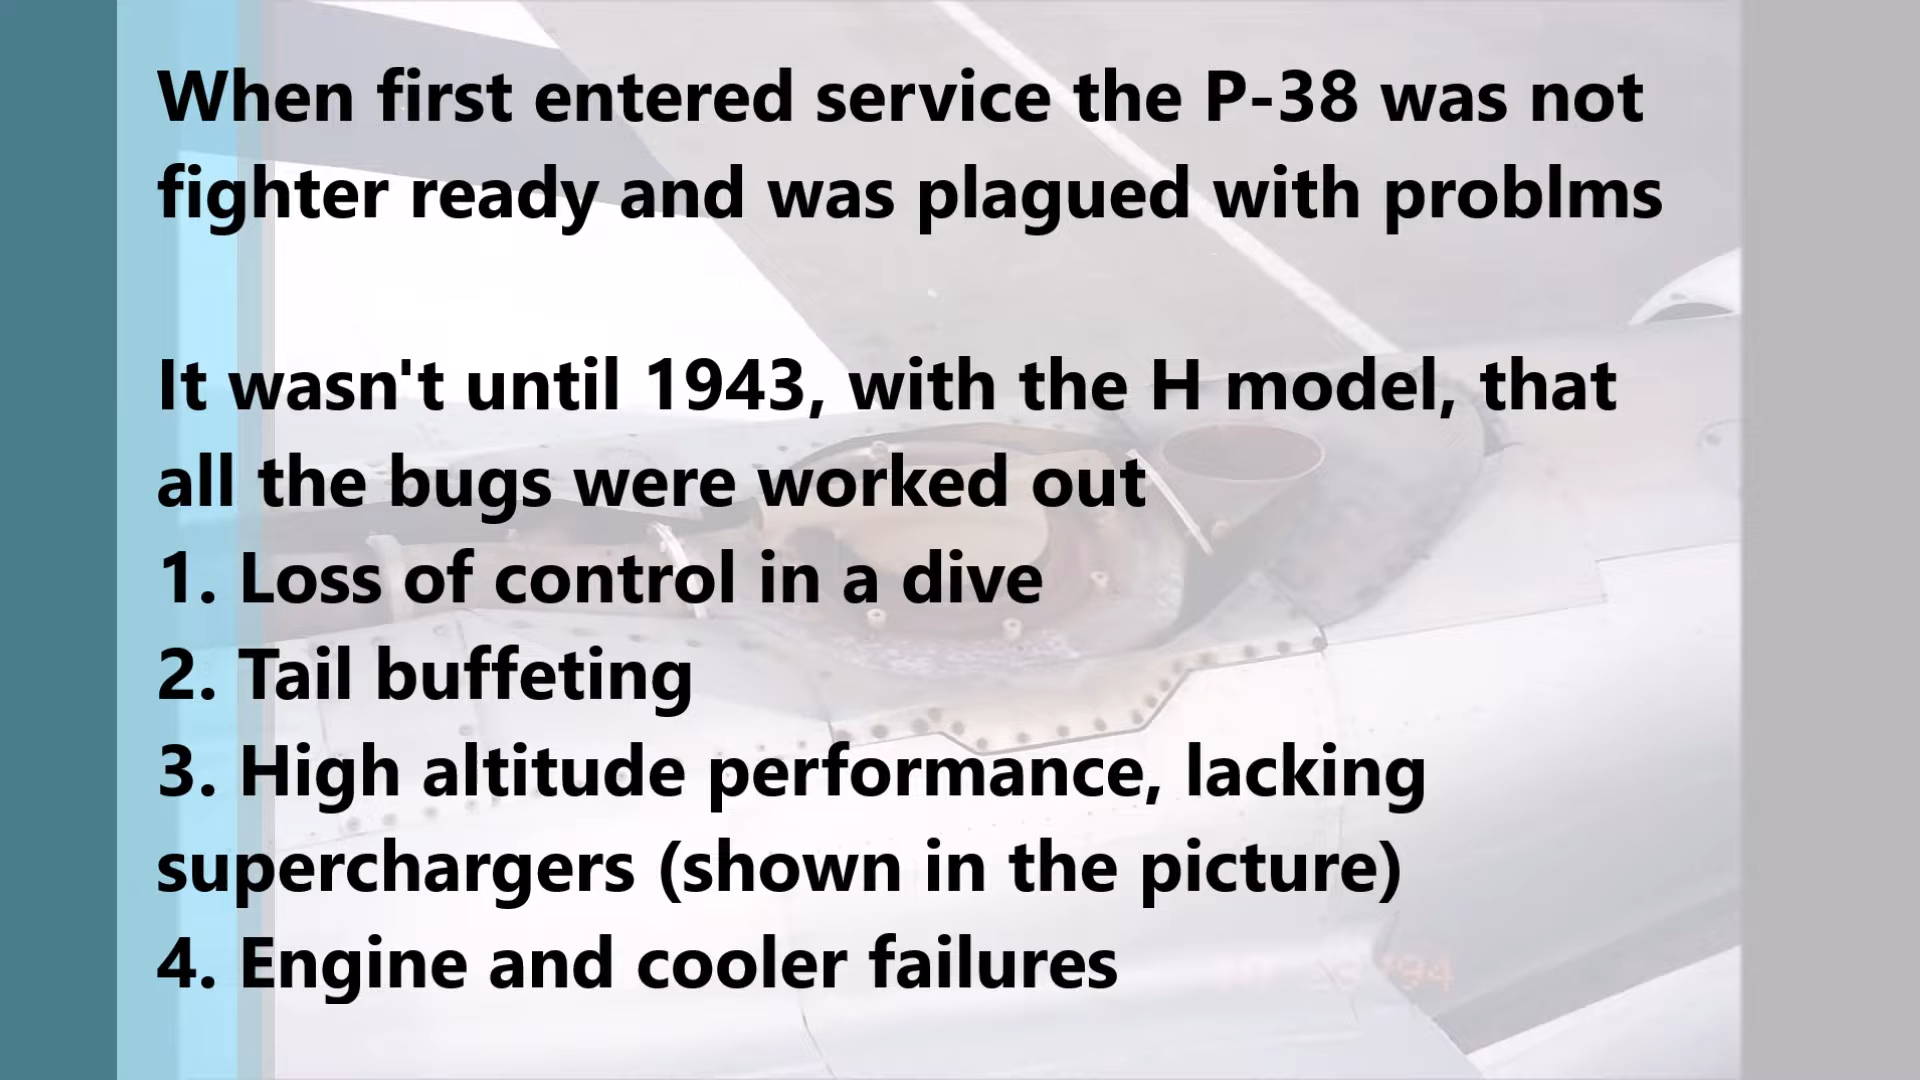 When first entered service the P-38 was not
fighter ready and was plagued with problms
It wasn't until 1943, with the H model, that
all the bugs were worked out
1. Loss of control in a dive
2. Tail buffeting
3. High altitude performance, lacking
superchargers (shown in the picture)
4. Engine and cooler failures